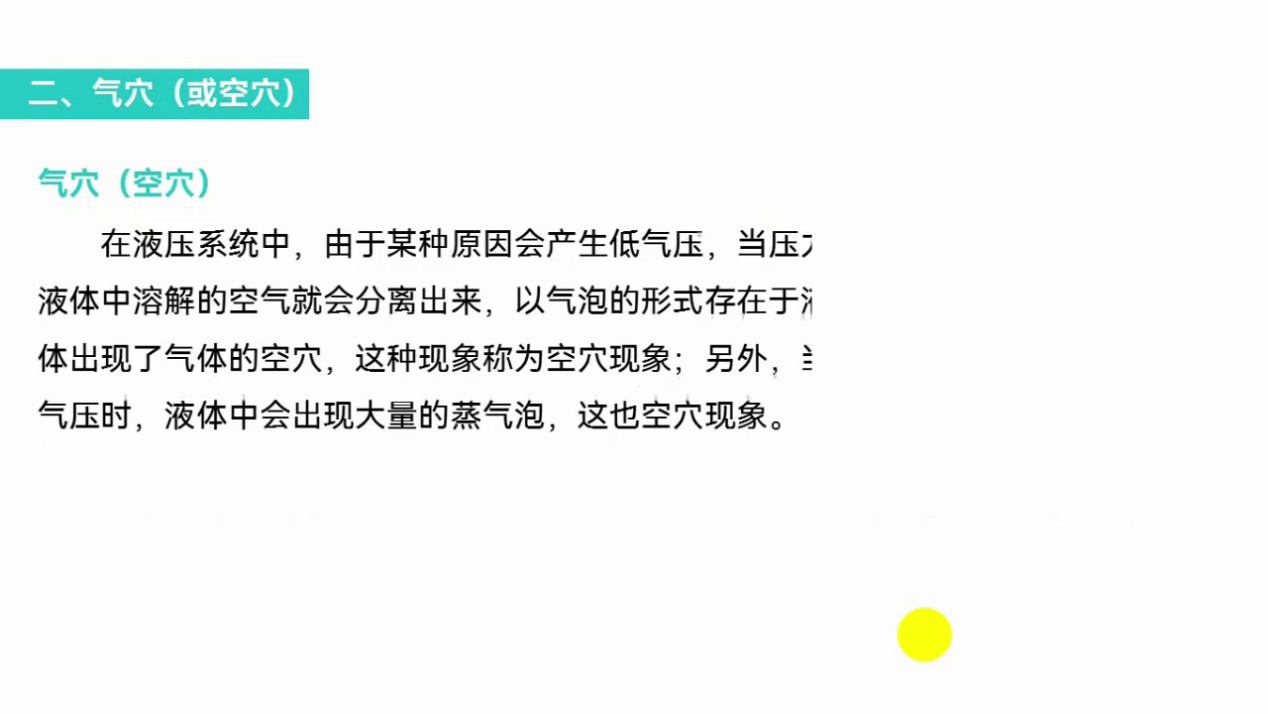 二、气穴（或空穴）
气穴（空穴）
在液压系统中，由于某种原因会产生低气压，当压
液体中溶解的空气就会分离出来，以气泡的形式存在于
体出现了气体的空穴，这种现象称为空穴现象；另外，
气压时，液体中会出现大量的蒸气泡，这也空穴现象。